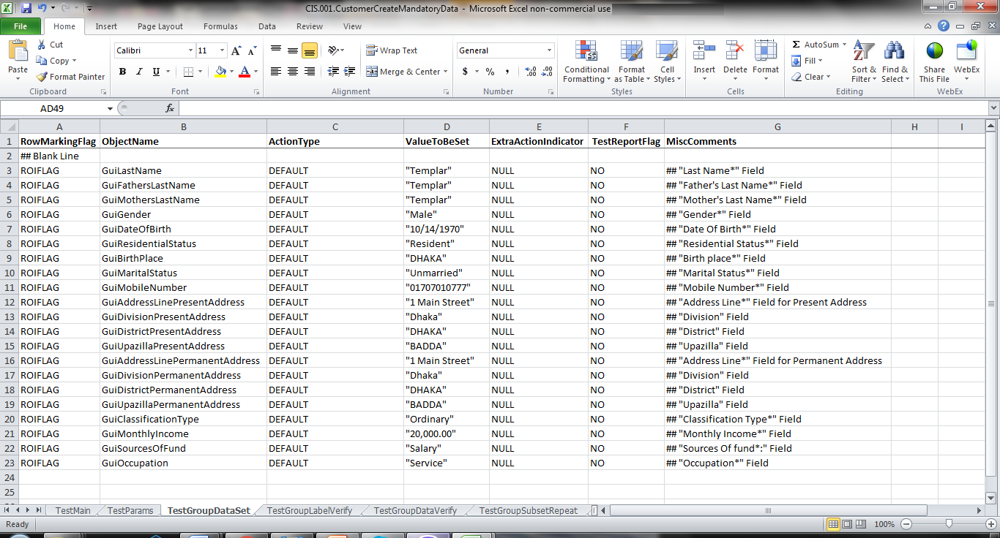 CIS.001.CustomerCreateMandatoryData - Microsoft Excel non-commercial use
File Home Insert Page Layout Formulas Data Review View
Paste Cut Copy Format Painter Clipboard
Calibri 11 B I U A A A Font
Wrap Text Merge & Center Alignment
General $ % , .00 .0 Number
Conditional Formatting Format as Table Cell Styles Styles
Insert Delete Format Cells
Σ AutoSum Fill Clear Sort & Filter Find & Select Editing
Share This File WebEx WebEx
AD49 fx
A B C D E F G H I
1 RowMarkingFlag ObjectName ActionType ValueToBeSet ExtraActionIndicator TestReportFlag MiscComments
2 ## Blank Line
3 ROIFLAG GuiLastName DEFAULT "Templar" NULL NO ## "Last Name*" Field
4 ROIFLAG GuiFathersLastName DEFAULT "Templar" NULL NO ## "Father's Last Name*" Field
5 ROIFLAG GuiMothersLastName DEFAULT "Templar" NULL NO ## "Mother's Last Name*" Field
6 ROIFLAG GuiGender DEFAULT "Male" NULL NO ## "Gender*" Field
7 ROIFLAG GuiDateOfBirth DEFAULT "10/14/1970" NULL NO ## "Date Of Birth*" Field
8 ROIFLAG GuiResidentialStatus DEFAULT "Resident" NULL NO ## "Residential Status*" Field
9 ROIFLAG GuiBirthPlace DEFAULT "DHAKA" NULL NO ## "Birth place*" Field
10 ROIFLAG GuiMaritalStatus DEFAULT "Unmarried" NULL NO ## "Marital Status*" Field
11 ROIFLAG GuiMobileNumber DEFAULT "01707010777" NULL NO ## "Mobile Number*" Field
12 ROIFLAG GuiAddressLinePresentAddress DEFAULT "1 Main Street" NULL NO ## "Address Line*" Field for Present Address
13 ROIFLAG GuiDivisionPresentAddress DEFAULT "Dhaka" NULL NO ## "Division" Field
14 ROIFLAG GuiDistrictPresentAddress DEFAULT "DHAKA" NULL NO ## "District" Field
15 ROIFLAG GuiUpazillaPresentAddress DEFAULT "BADDA" NULL NO ## "Upazilla" Field
16 ROIFLAG GuiAddressLinePermanentAddress DEFAULT "1 Main Street" NULL NO ## "Address Line*" Field for Permanent Address
17 ROIFLAG GuiDivisionPermanentAddress DEFAULT "Dhaka" NULL NO ## "Division" Field
18 ROIFLAG GuiDistrictPermanentAddress DEFAULT "DHAKA" NULL NO ## "District" Field
19 ROIFLAG GuiUpazillaPermanentAddress DEFAULT "BADDA" NULL NO ## "Upazilla" Field
20 ROIFLAG GuiClassificationType DEFAULT "Ordinary" NULL NO ## "Classification Type*" Field
21 ROIFLAG GuiMonthlyIncome DEFAULT "20,000.00" NULL NO ## "Monthly Income*" Field
22 ROIFLAG GuiSourcesOfFund DEFAULT "Salary" NULL NO ## "Sources Of fund*:" Field
23 ROIFLAG GuiOccupation DEFAULT "Service" NULL NO ## "Occupation*" Field
24
25
TestMain TestParams TestGroupDataSet TestGroupLabelVerify TestGroupDataVerify TestGroupSubsetRepeat
Ready 100%